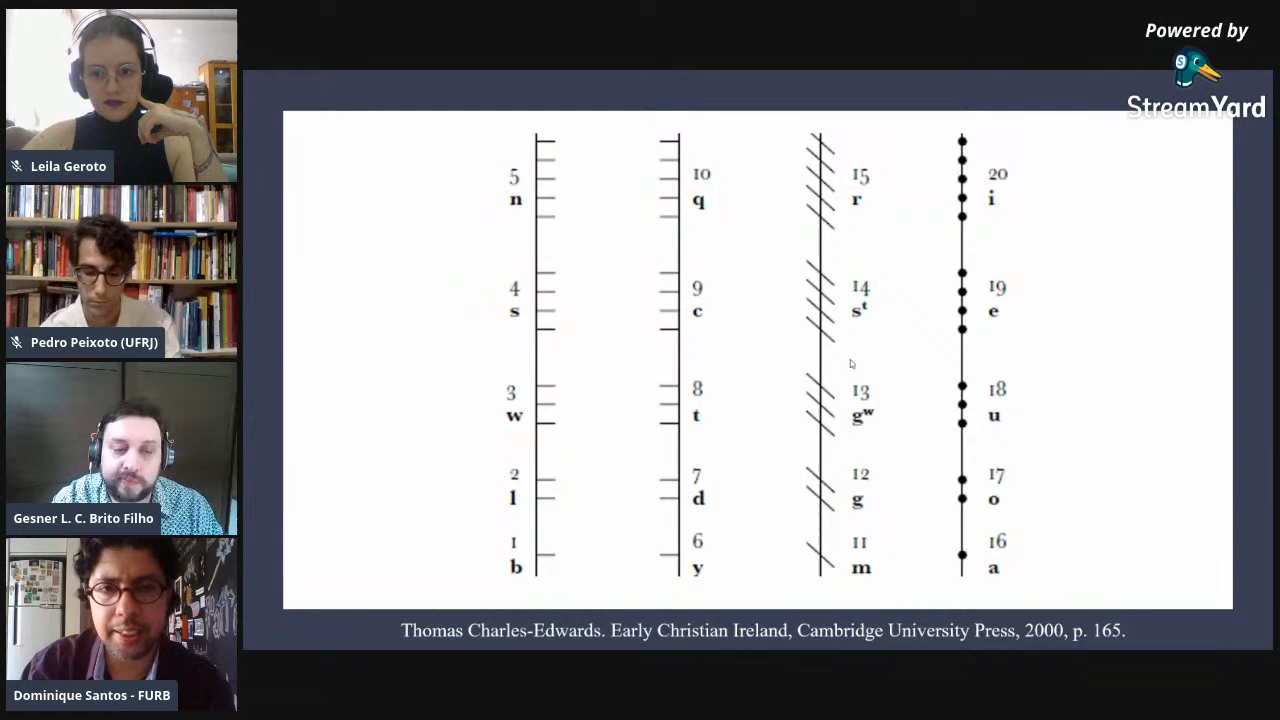 Powered by
StreamYard
Leila Geroto
Pedro Peixoto (UFRJ)
Gesner L. C. Brito Filho
Dominique Santos - FURB
5 10 15 20
n q r i
4 9 14 19
s c sᵗ e
3 8 13 18
w t gʷ u
2 7 12 17
l d g o
1 6 11 16
b y m a
Thomas Charles-Edwards. Early Christian Ireland, Cambridge University Press, 2000, p. 165.